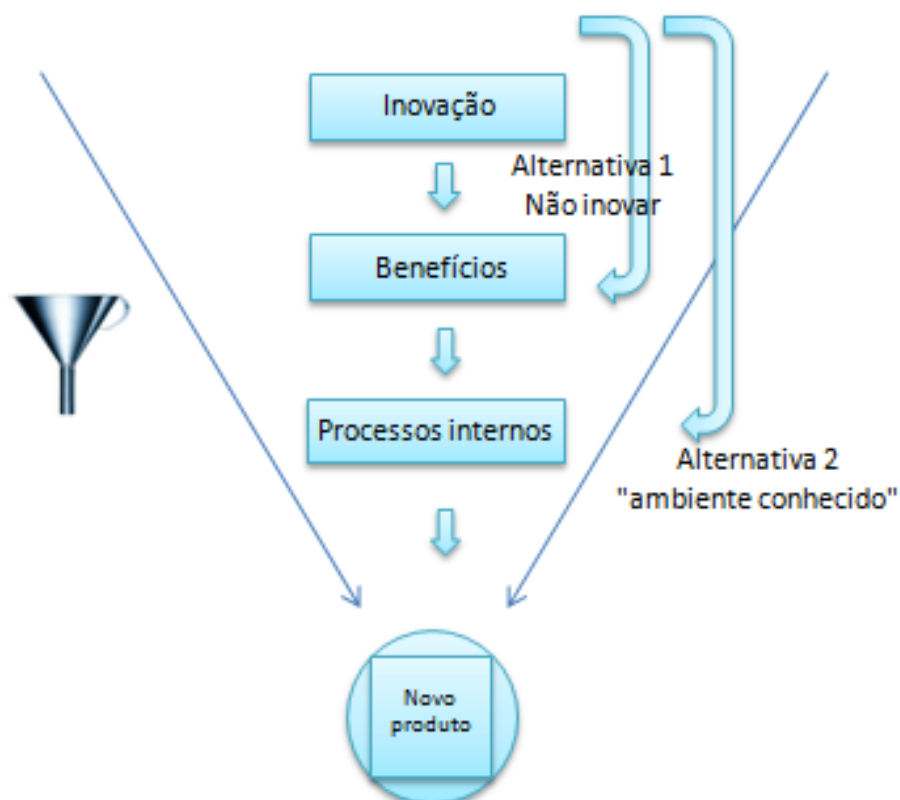 Inovação
Alternativa 1
Não inovar
Benefícios
Processos internos
Alternativa 2
"ambiente conhecido"
Novo
produto